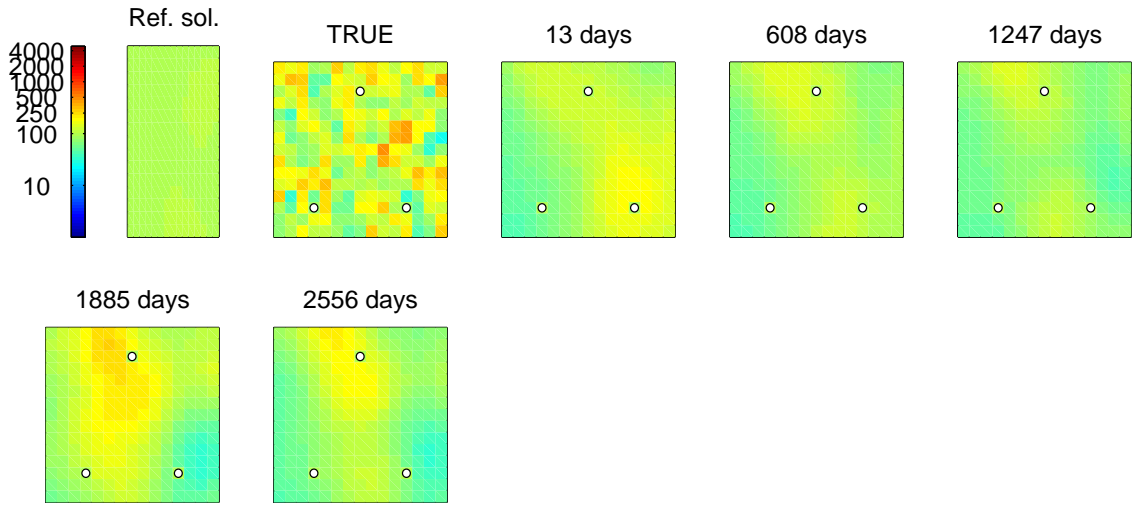 Ref. sol.
TRUE
13 days
608 days
1247 days
4000
2000
1000
500
250
100
10
1885 days
2556 days